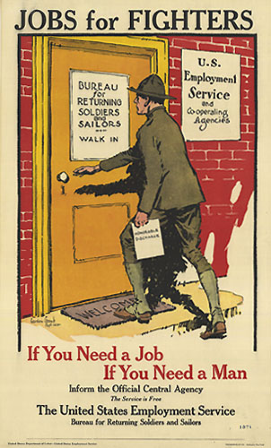 JOBS for FIGHTERS
U.S.
Employment
Service
and
Co-operating
Agencies
BUREAU
for
RETURNING
SOLDIERS
and
SAILORS
WALK IN
HONORABLE
DISCHARGE
WELCOME
If You Need a Job
If You Need a Man
Inform the Official Central Agency
The Service is Free
The United States Employment Service
Bureau for Returning Soldiers and Sailors